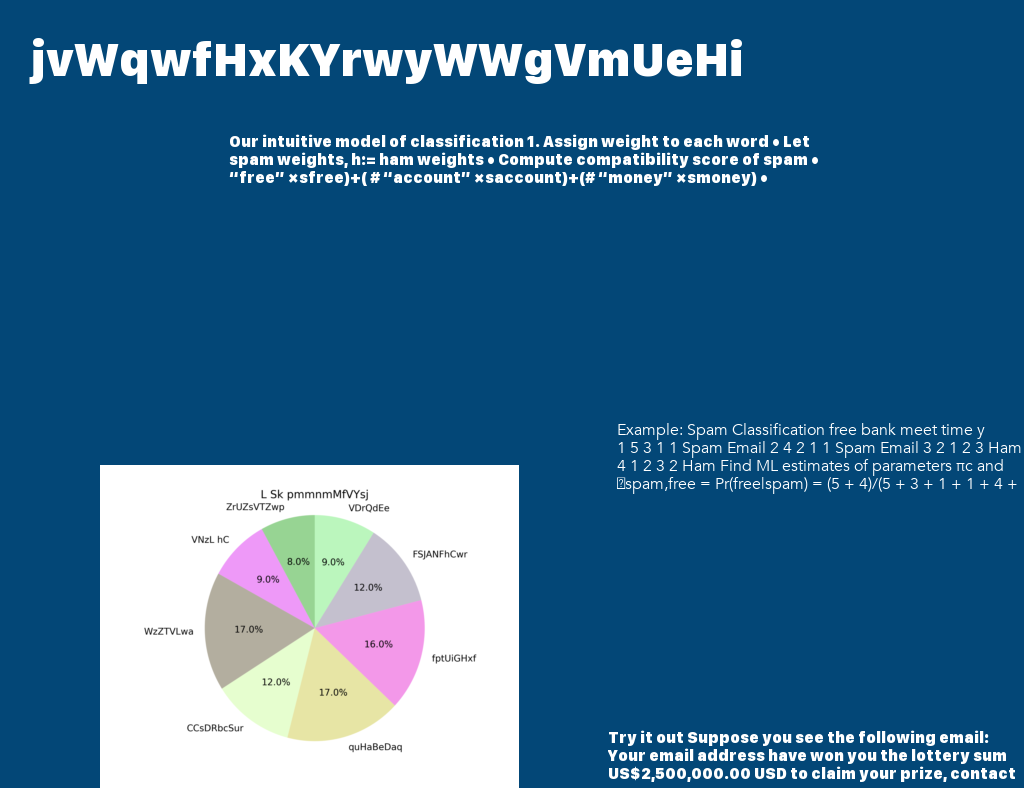 jvWqwfHxKYrwyWWgVmUeHi
Our intuitive model of classification 1. Assign weight to each word • Let
spam weights, h:= ham weights • Compute compatibility score of spam •
“free” ×sfree)+( # “account” ×saccount)+(# “money” ×smoney) •
Example: Spam Classification free bank meet time y
1 5 3 1 1 Spam Email 2 4 2 1 1 Spam Email 3 2 1 2 3 Ham
4 1 2 3 2 Ham Find ML estimates of parameters πc and
spam,free = Pr(free|spam) = (5 + 4)/(5 + 3 + 1 + 1 + 4 +
L Sk pmmnmMfVYsj
ZrUZsVTZwp
VDrQdEe
VNzL hC
FSJANFhCwr
8.0%
9.0%
9.0%
12.0%
WzZTVLwa
17.0%
16.0%
fptUiGHxf
12.0%
17.0%
CCsDRbcSur
quHaBeDaq
Try it out Suppose you see the following email:
Your email address have won you the lottery sum
US$2,500,000.00 USD to claim your prize, contact